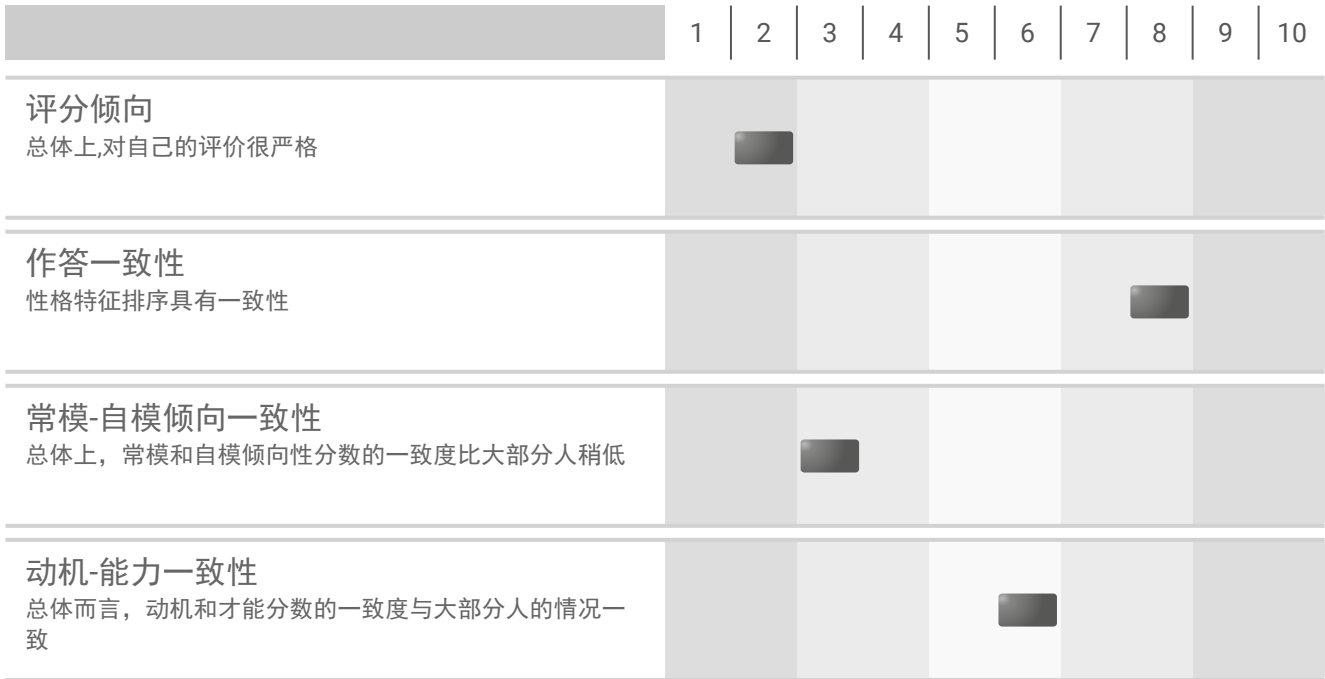 1 2 3 4 5 6 7 8 9 10
评分倾向
总体上,对自己的评价很严格
作答一致性
性格特征排序具有一致性
常模-自模倾向一致性
总体上，常模和自模倾向性分数的一致度比大部分人稍低
动机-能力一致性
总体而言，动机和才能分数的一致度与大部分人的情况一
致